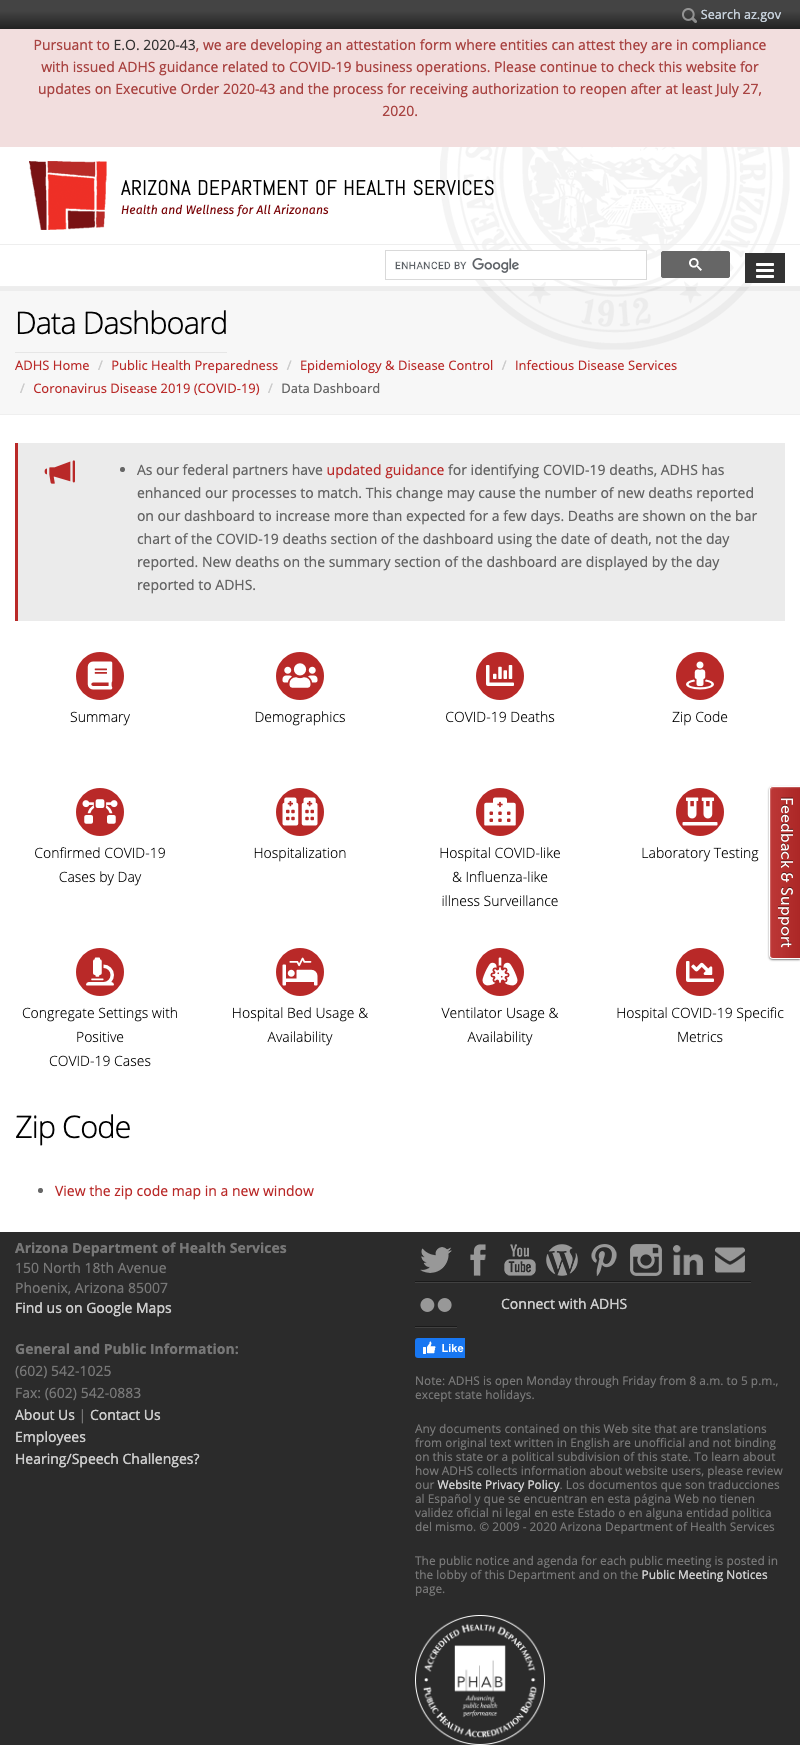 Search az.gov
Pursuant to E.O. 2020-43, we are developing an attestation form where entities can attest they are in compliance
with issued ADHS guidance related to COVID-19 business operations. Please continue to check this website for
updates on Executive Order 2020-43 and the process for receiving authorization to reopen after at least July 27,
2020.
ARIZONA DEPARTMENT OF HEALTH SERVICES
Health and Wellness for All Arizonans
1912
ENHANCED BY Google
Data Dashboard
ADHS Home / Public Health Preparedness / Epidemiology & Disease Control / Infectious Disease Services
/ Coronavirus Disease 2019 (COVID-19) / Data Dashboard
• As our federal partners have updated guidance for identifying COVID-19 deaths, ADHS has
enhanced our processes to match. This change may cause the number of new deaths reported
on our dashboard to increase more than expected for a few days. Deaths are shown on the bar
chart of the COVID-19 deaths section of the dashboard using the date of death, not the day
reported. New deaths on the summary section of the dashboard are displayed by the day
reported to ADHS.
Summary
Demographics
COVID-19 Deaths
Zip Code
Confirmed COVID-19
Cases by Day
Hospitalization
Hospital COVID-like
& Influenza-like
illness Surveillance
Laboratory Testing
Feedback & Support
Congregate Settings with
Positive
COVID-19 Cases
Hospital Bed Usage &
Availability
Ventilator Usage &
Availability
Hospital COVID-19 Specific
Metrics
Zip Code
• View the zip code map in a new window
Arizona Department of Health Services
150 North 18th Avenue
Phoenix, Arizona 85007
Find us on Google Maps
General and Public Information:
(602) 542-1025
Fax: (602) 542-0883
About Us | Contact Us
Employees
Hearing/Speech Challenges?
You
Tube
Connect with ADHS
Like
Note: ADHS is open Monday through Friday from 8 a.m. to 5 p.m.,
except state holidays.
Any documents contained on this Web site that are translations
from original text written in English are unofficial and not binding
on this state or a political subdivision of this state. To learn about
how ADHS collects information about website users, please review
our Website Privacy Policy. Los documentos que son traducciones
al Español y que se encuentran en esta página Web no tienen
validez oficial ni legal en este Estado o en alguna entidad politica
del mismo. © 2009 - 2020 Arizona Department of Health Services
The public notice and agenda for each public meeting is posted in
the lobby of this Department and on the Public Meeting Notices
page.
ACCREDITED HEALTH DEPARTMENT
PHAB
Advancing
public health
performance
PUBLIC HEALTH ACCREDITATION BOARD